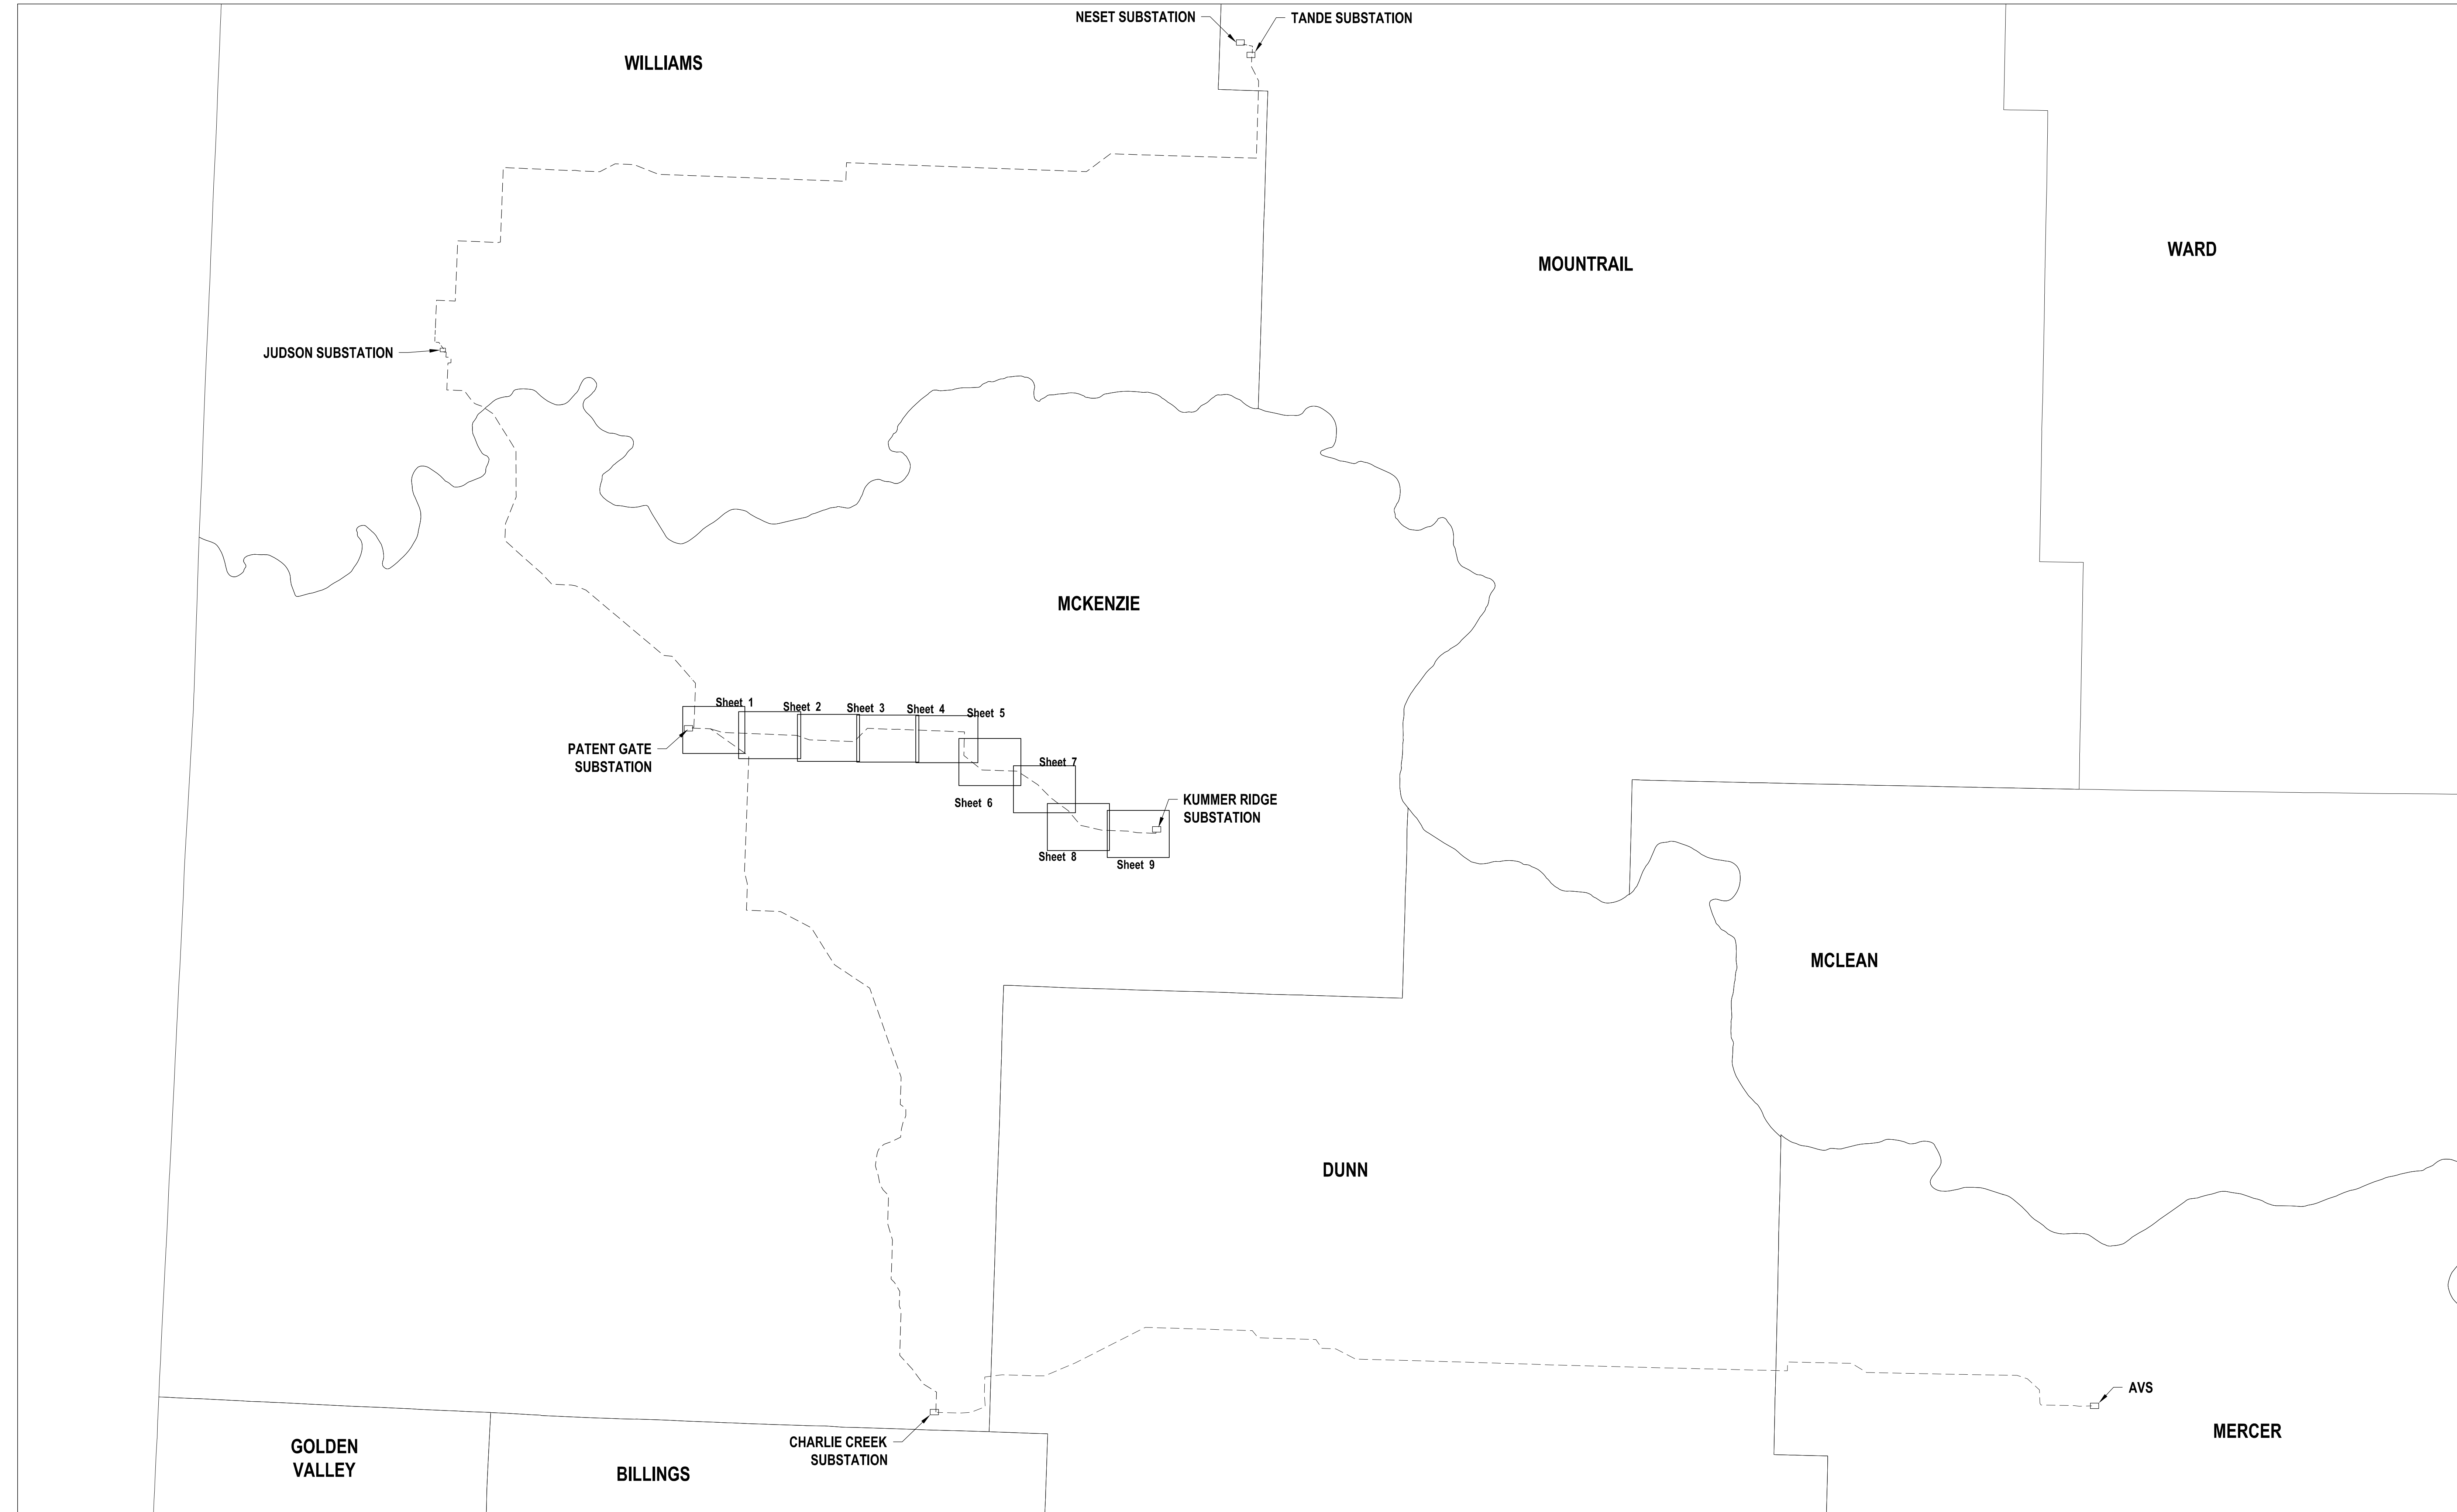 NESET SUBSTATION
TANDE SUBSTATION
WILLIAMS
WARD
MOUNTRAIL
JUDSON SUBSTATION
MCKENZIE
Sheet 1
Sheet 2
Sheet 3
Sheet 4
Sheet 5
PATENT GATE
SUBSTATION
Sheet 7
Sheet 6
KUMMER RIDGE
SUBSTATION
Sheet 8
Sheet 9
MCLEAN
DUNN
AVS
MERCER
CHARLIE CREEK
SUBSTATION
GOLDEN
VALLEY
BILLINGS